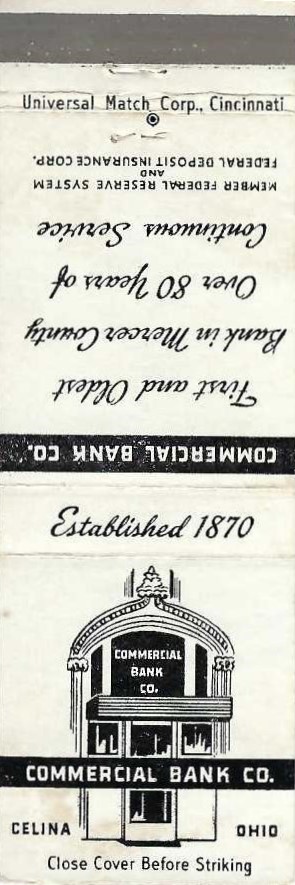 Universal Match Corp., Cincinnati
COMMERCIAL BANK CO.
First and Oldest
Bank in Mercer County
Over 80 Years of
Continuous Service
MEMBER FEDERAL RESERVE SYSTEM
AND
FEDERAL DEPOSIT INSURANCE CORP.
Established 1870
COMMERCIAL
BANK
CO.
COMMERCIAL BANK CO.
CELINA OHIO
Close Cover Before Striking